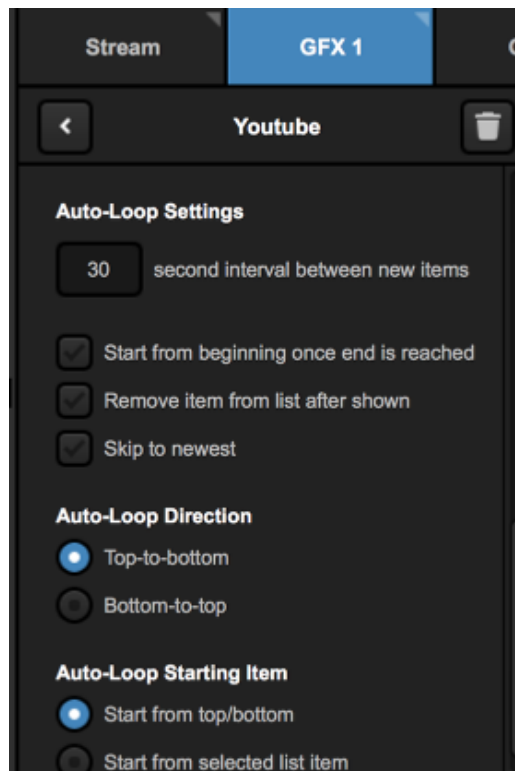 Stream GFX 1
Youtube
Auto-Loop Settings
30 second interval between new items
Start from beginning once end is reached
Remove item from list after shown
Skip to newest
Auto-Loop Direction
Top-to-bottom
Bottom-to-top
Auto-Loop Starting Item
Start from top/bottom
Start from selected list item